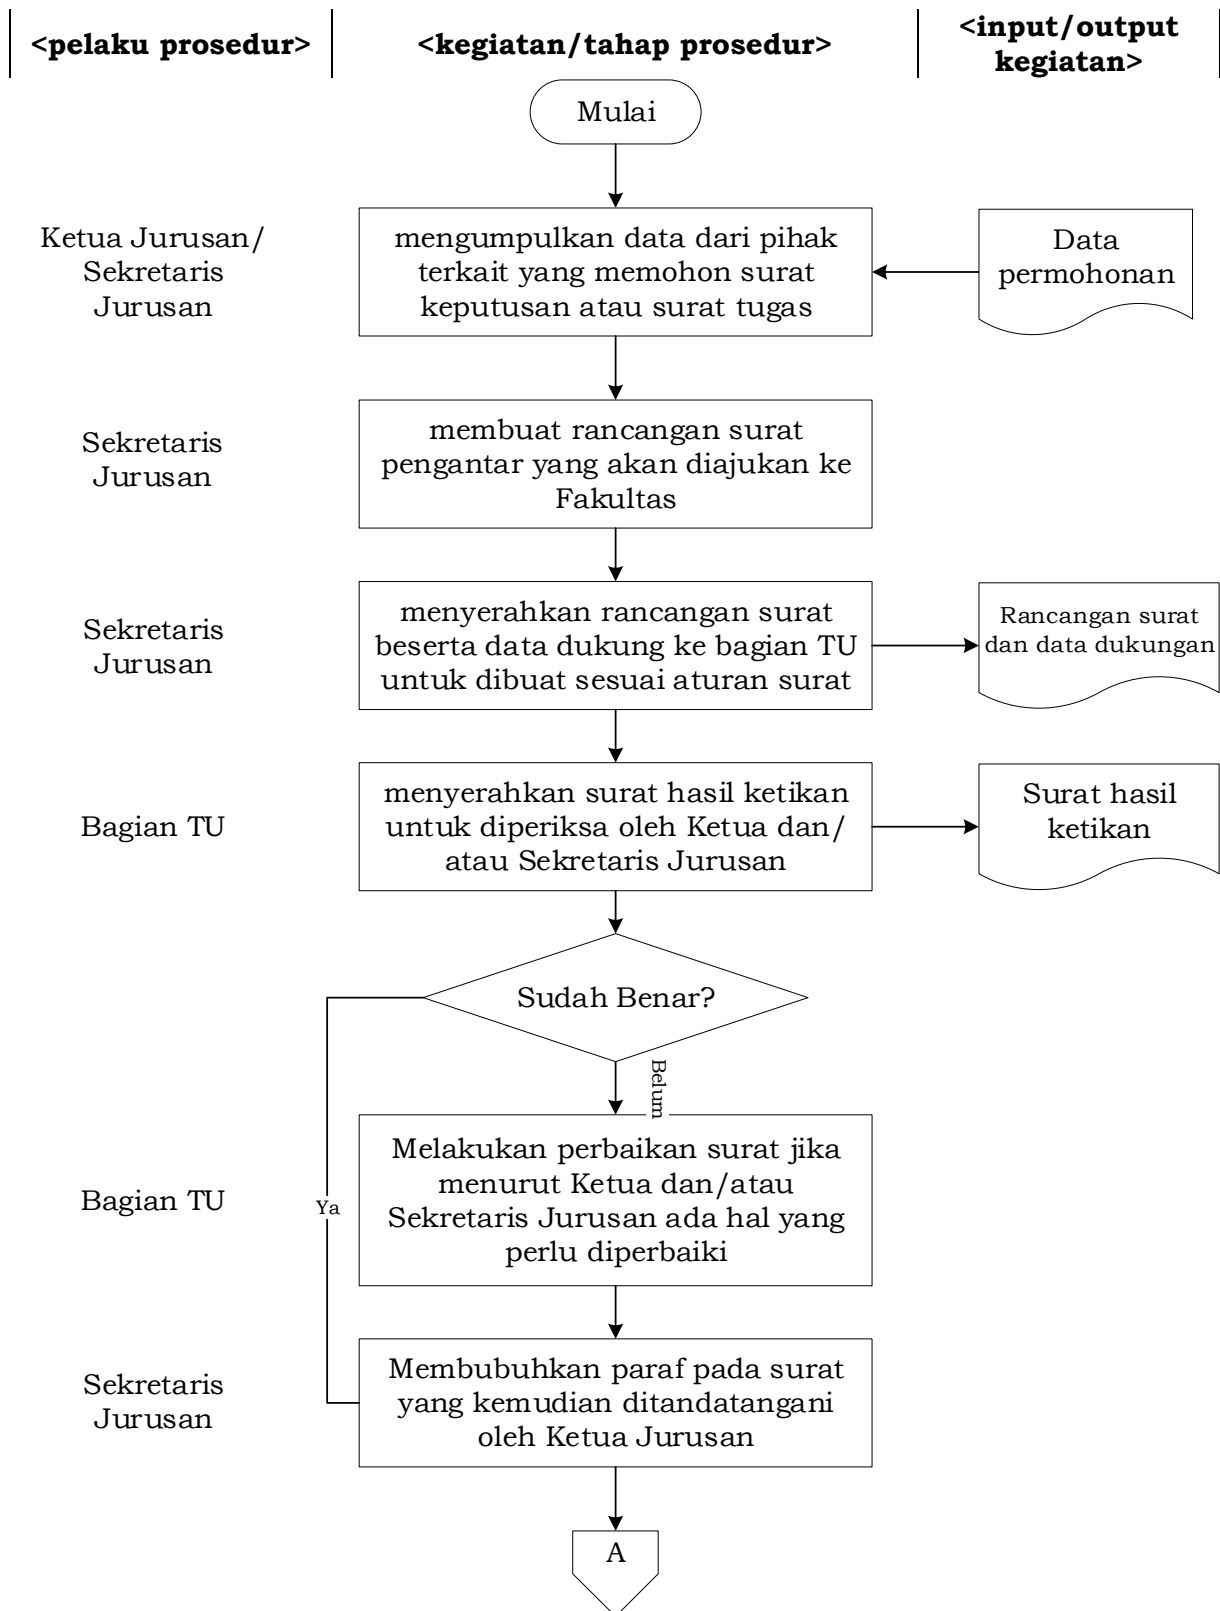 <pelaku prosedur>
<kegiatan/tahap prosedur>
<input/output
kegiatan>
Mulai
Ketua Jurusan/
Sekretaris
Jurusan
mengumpulkan data dari pihak
terkait yang memohon surat
keputusan atau surat tugas
Data
permohonan
Sekretaris
Jurusan
membuat rancangan surat
pengantar yang akan diajukan ke
Fakultas
Sekretaris
Jurusan
menyerahkan rancangan surat
beserta data dukung ke bagian TU
untuk dibuat sesuai aturan surat
Rancangan surat
dan data dukungan
Bagian TU
menyerahkan surat hasil ketikan
untuk diperiksa oleh Ketua dan/
atau Sekretaris Jurusan
Surat hasil
ketikan
Sudah Benar?
Belum
Bagian TU
Ya
Melakukan perbaikan surat jika
menurut Ketua dan/atau
Sekretaris Jurusan ada hal yang
perlu diperbaiki
Sekretaris
Jurusan
Membubuhkan paraf pada surat
yang kemudian ditandatangani
oleh Ketua Jurusan
A